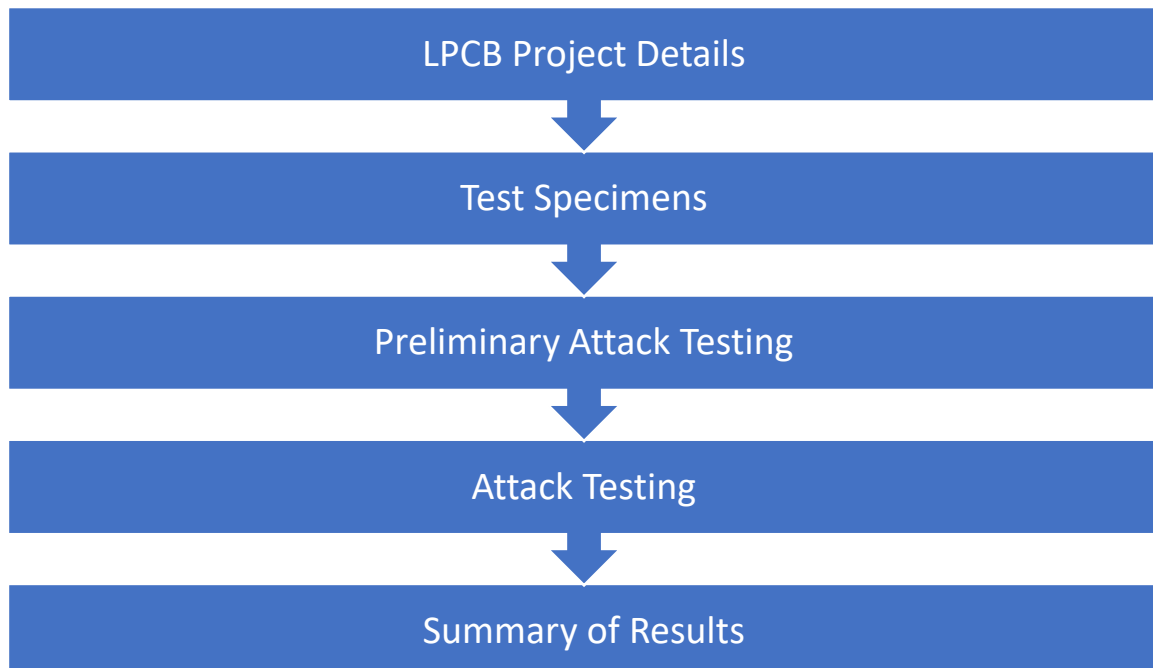 LPCB Project Details
Test Specimens
Preliminary Attack Testing
Attack Testing
Summary of Results